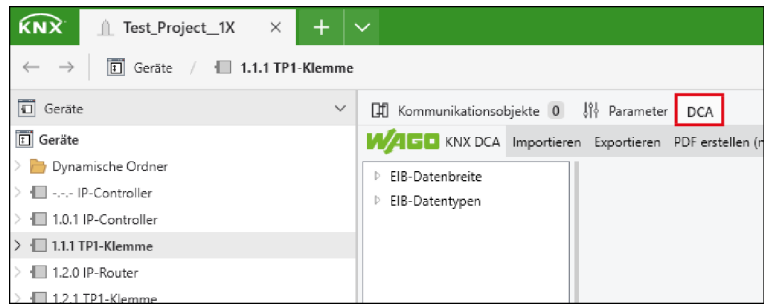 KNX Test_Project__1X
Geräte / 1.1.1 TP1-Klemme
Geräte
Geräte
Dynamische Ordner
-.-.- IP-Controller
1.0.1 IP-Controller
1.1.1 TP1-Klemme
1.2.0 IP-Router
1.2.1 TP1-Klemme
Kommunikationsobjekte 0 Parameter DCA
WAGO KNX DCA Importieren Exportieren PDF erstellen (n
EIB-Datenbreite
EIB-Datentypen